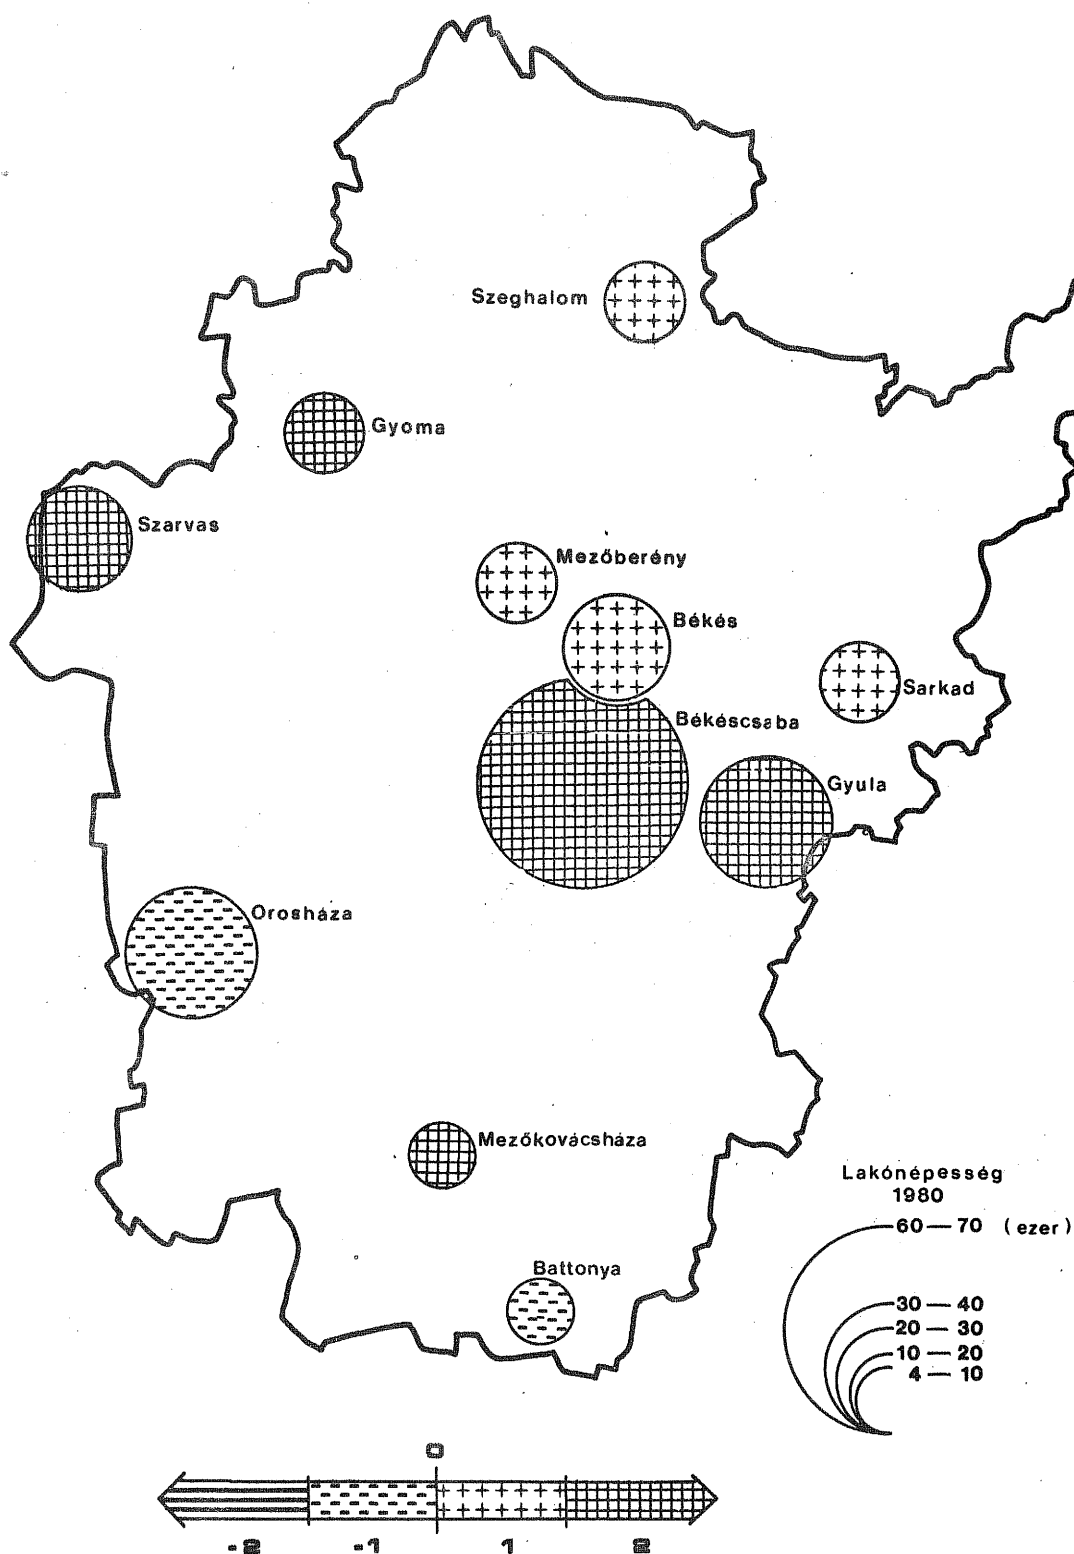 Szeghalom
Gyoma
Szarvas
Mezőberény
Békés
Sarkad
Békéscsaba
Gyula
Orosháza
Mezőkovácsháza
Battonya
Lakónépesség
1980
60 — 70 (ezer)
30 — 40
20 — 30
10 — 20
4 — 10
0
-2 -1 1 2